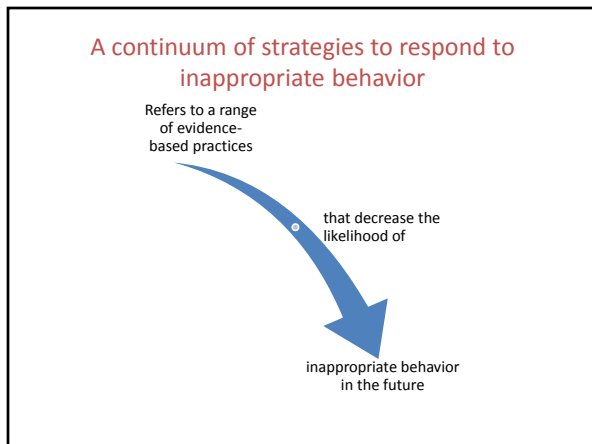 A continuum of strategies to respond to
inappropriate behavior
Refers to a range
of evidence-
based practices
that decrease the
likelihood of
inappropriate behavior
in the future